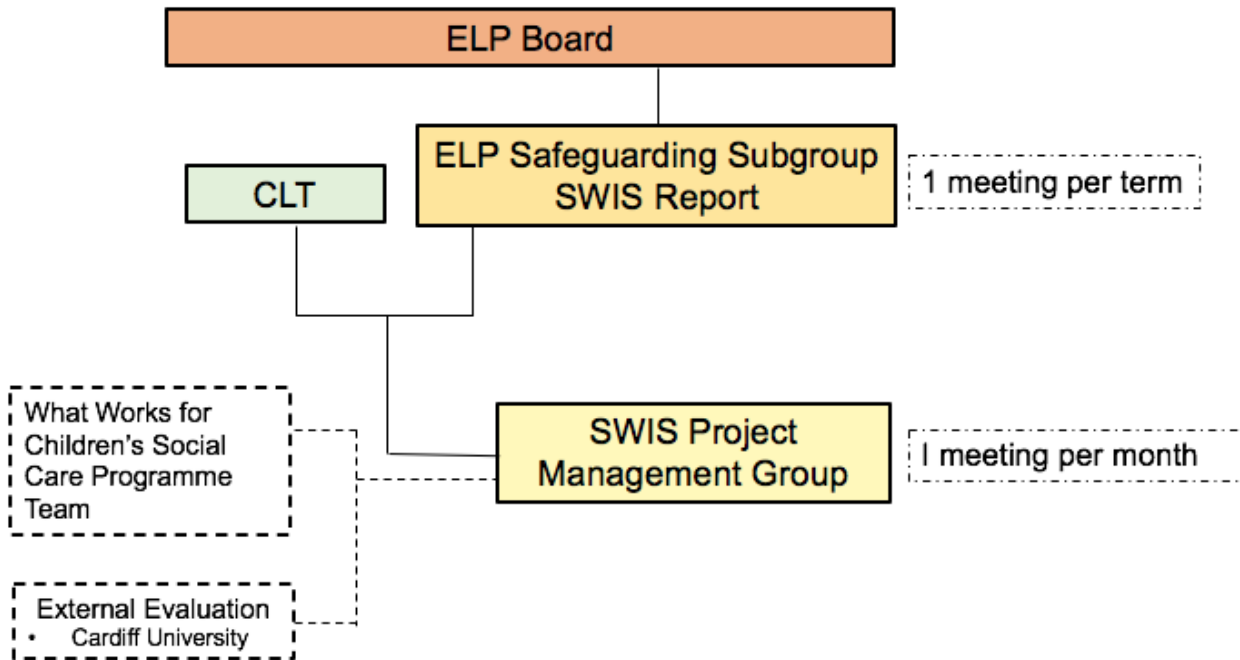 ELP Board
ELP Safeguarding Subgroup
SWIS Report
1 meeting per term
CLT
What Works for
Children's Social
Care Programme
Team
SWIS Project
Management Group
I meeting per month
External Evaluation
• Cardiff University